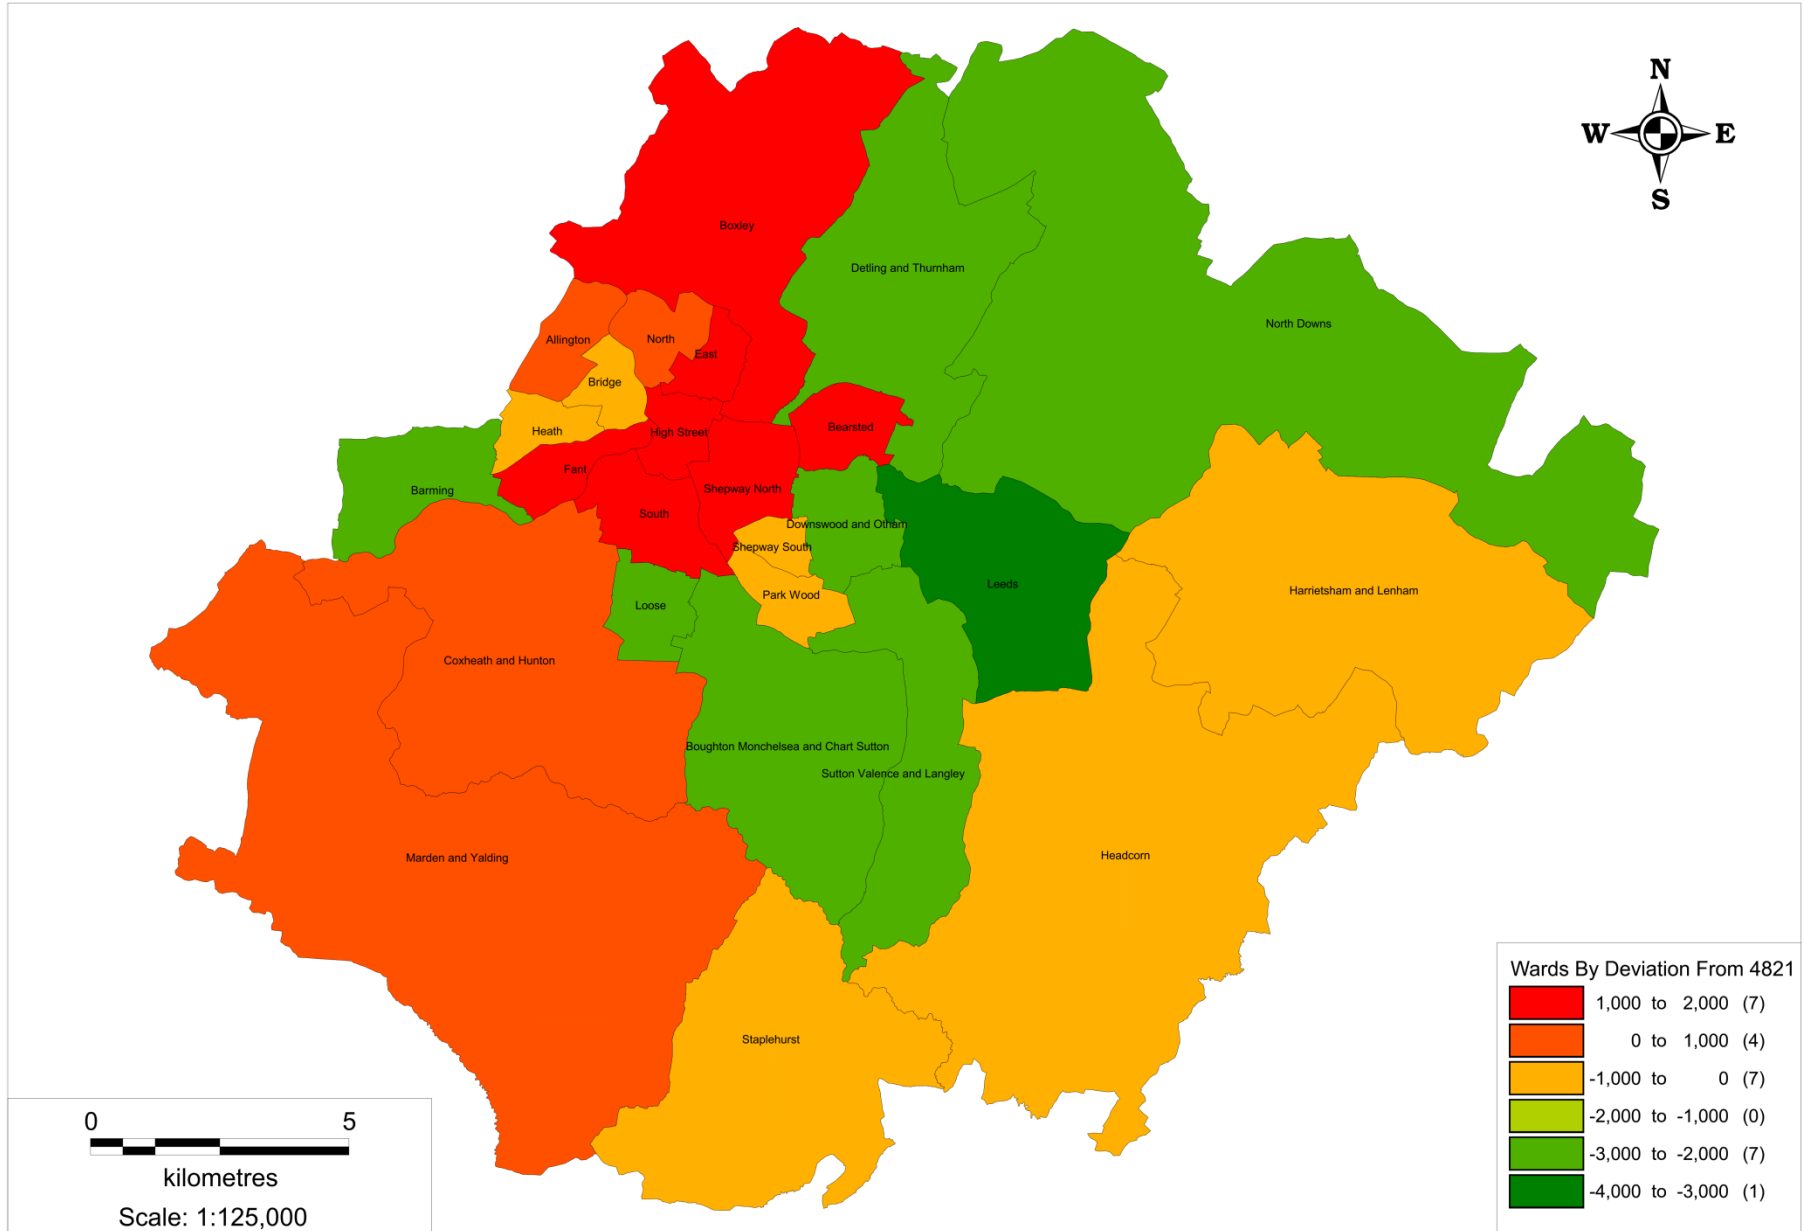 N
W E
S
Boxley
Detling and Thurnham
North Downs
Allington
North
East
Bridge
Heath
High Street
Bearsted
Fant
Barming
Shepway North
South
Downswood and Otham
Shepway South
Leeds
Park Wood
Harrietsham and Lenham
Loose
Coxheath and Hunton
Boughton Monchelsea and Chart Sutton
Sutton Valence and Langley
Marden and Yalding
Headcorn
Staplehurst
Wards By Deviation From 4821
1,000 to 2,000 (7)
0 to 1,000 (4)
-1,000 to 0 (7)
-2,000 to -1,000 (0)
-3,000 to -2,000 (7)
-4,000 to -3,000 (1)
0 5
kilometres
Scale: 1:125,000